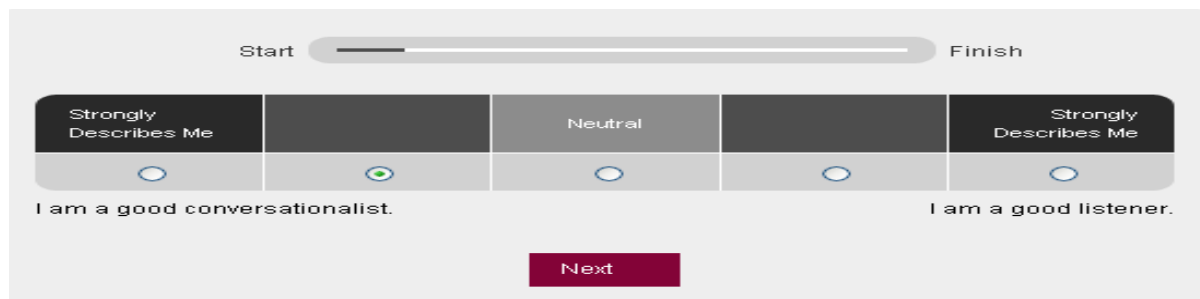 Start Finish
Strongly
Describes Me
Neutral
Strongly
Describes Me
I am a good conversationalist. I am a good listener.
Next